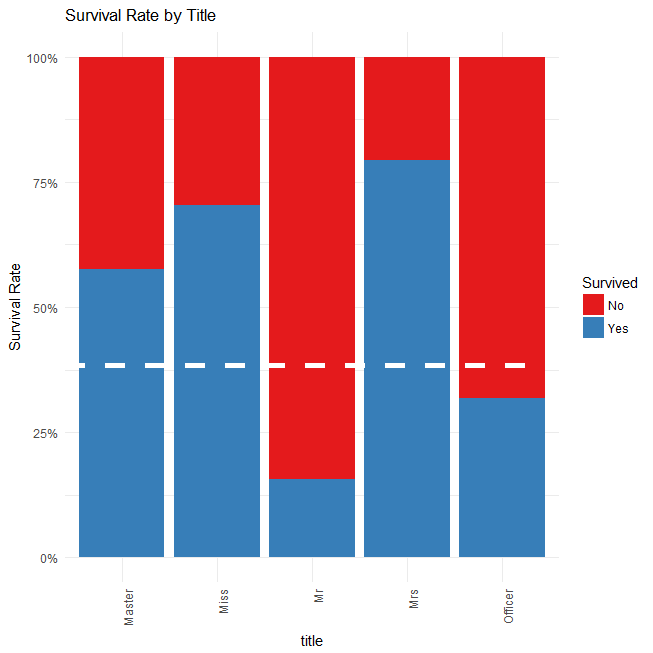 Survival Rate by Title
100%
75%
50%
25%
0%
Survival Rate
Master
Miss
Mr
Mrs
Officer
title
Survived
No
Yes